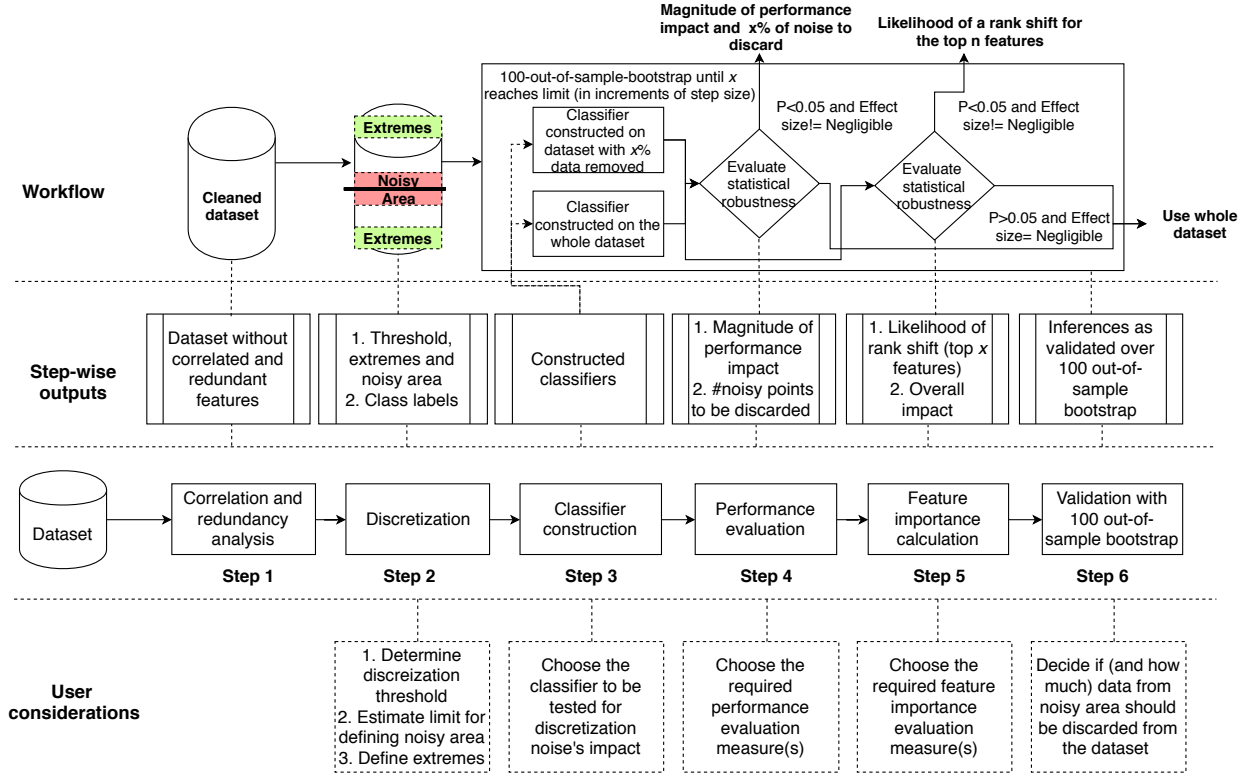 Magnitude of performance
impact and x% of noise to
discard
Likelihood of a rank shift for
the top n features
100-out-of-sample-bootstrap until x
reaches limit (in increments of step size)
Classifier
constructed on
dataset with x%
data removed
Classifier
constructed on the
whole dataset
Evaluate
statistical
robustness
P<0.05 and Effect
size!= Negligible
Evaluate
statistical
robustness
P<0.05 and Effect
size!= Negligible
P>0.05 and Effect
size= Negligible
Use whole
dataset
Workflow
Cleaned
dataset
Extremes
Noisy
Area
Extremes
Step-wise
outputs
Dataset without
correlated and
redundant
features
1. Threshold,
extremes and
noisy area
2. Class labels
Constructed
classifiers
1. Magnitude of
performance
impact
2. #noisy points
to be discarded
1. Likelihood of
rank shift (top x
features)
2. Overall
impact
Inferences as
validated over
100 out-of-
sample
bootstrap
Dataset
Correlation and
redundancy
analysis
Discretization
Classifier
construction
Performance
evaluation
Feature
importance
calculation
Validation with
100 out-of-
sample bootstrap
Step 1
Step 2
Step 3
Step 4
Step 5
Step 6
User
considerations
1. Determine
discreization
threshold
2. Estimate limit for
defining noisy area
3. Define extremes
Choose the
classifier to be
tested for
discretization
noise's impact
Choose the
required
performance
evaluation
measure(s)
Choose the
required feature
importance
evaluation
measure(s)
Decide if (and how
much) data from
noisy area should
be discarded from
the dataset